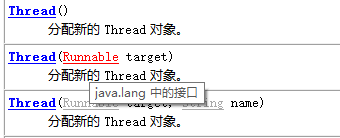 Thread()
分配新的 Thread 对象。
Thread(Runnable target)
分配新的 Thread 对象。
java.lang 中的接口
Thread(Runnable target, String name)
分配新的 Thread 对象。